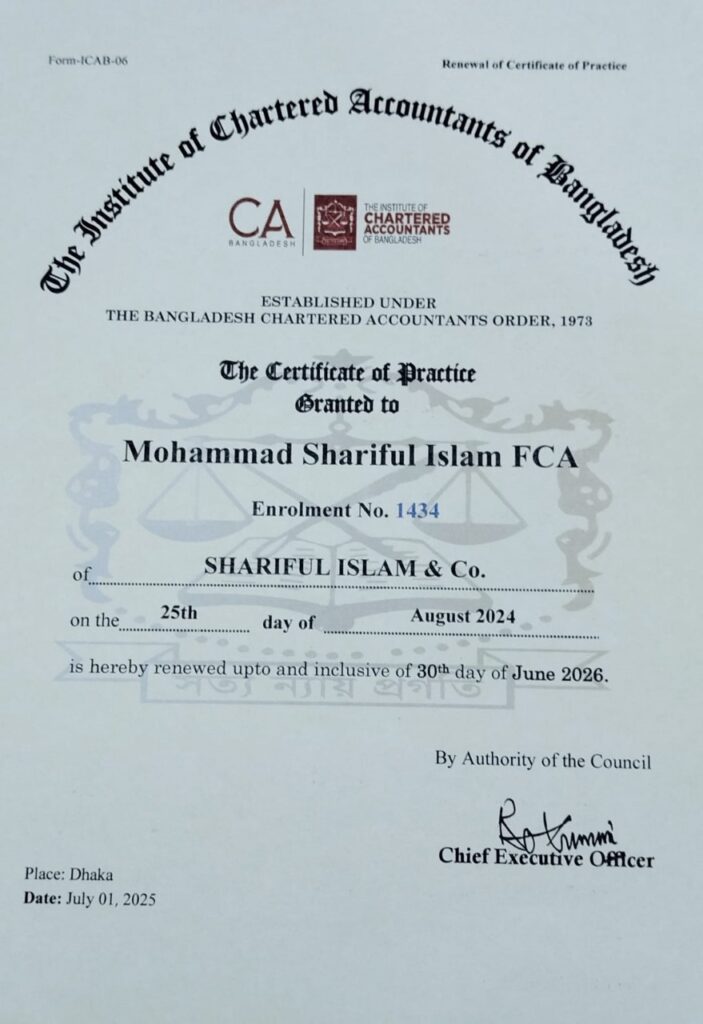 Form-ICAB-06
Renewal of Certificate of Practice
The Institute of Chartered Accountants of Bangladesh
CA
BANGLADESH
THE INSTITUTE OF
CHARTERED
ACCOUNTANTS
OF BANGLADESH
ESTABLISHED UNDER
THE BANGLADESH CHARTERED ACCOUNTANTS ORDER, 1973
The Certificate of Practice
Granted to
Mohammad Shariful Islam FCA
Enrolment No. 1434
of SHARIFUL ISLAM & Co.
on the 25th day of August 2024
is hereby renewed upto and inclusive of 30th day of June 2026.
সত্য ন্যায় প্রগতি
By Authority of the Council
Chief Executive Officer
Place: Dhaka
Date: July 01, 2025